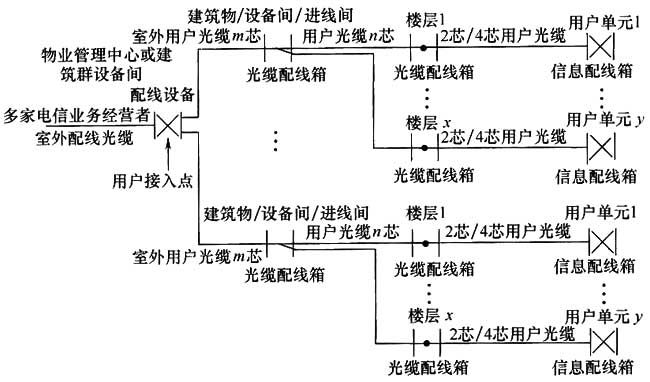 建筑物/设备间/进线间
楼层1
用户单元1
室外用户光缆m芯
用户光缆n芯
2芯/4芯用户光缆
物业管理中心或建
筑群设备间
光缆配线箱
光缆配线箱
信息配线箱
配线设备
多家电信业务经营者
室外配线光缆
楼层 x
用户单元 y
2芯/4芯用户光缆
用户接入点
光缆配线箱
信息配线箱
建筑物/设备间/进线间
楼层1
用户单元1
用户光缆n芯
2芯/4芯用户光缆
室外用户光缆m芯
光缆配线箱
光缆配线箱
信息配线箱
楼层 x
用户单元 y
2芯/4芯用户光缆
光缆配线箱
信息配线箱